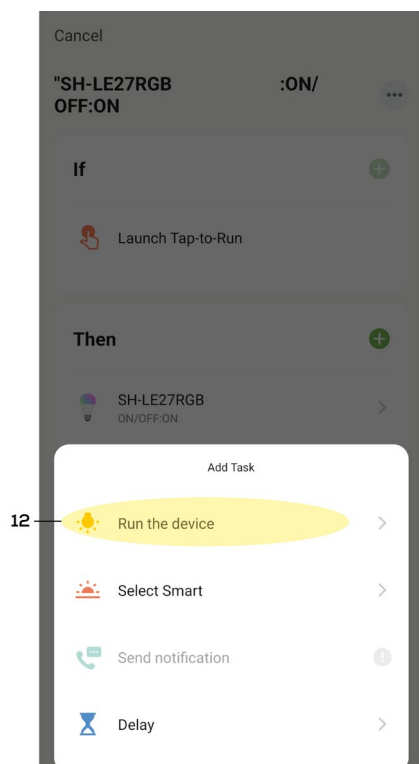 Cancel
"SH-LE27RGB :ON/
OFF:ON
If
Launch Tap-to-Run
Then
SH-LE27RGB
ON/OFF:ON
Add Task
12
Run the device
Select Smart
Send notification
Delay